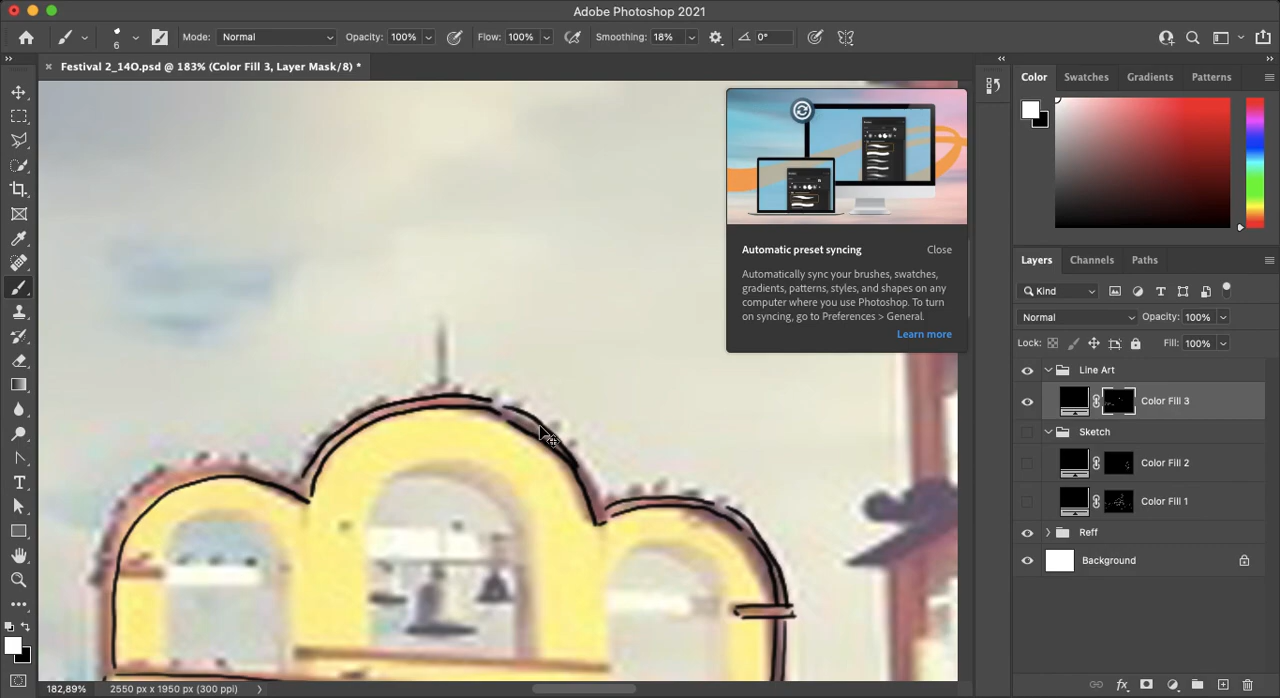 Adobe Photoshop 2021
6
Mode: Normal Opacity: 100% Flow: 100% Smoothing: 18% 0°
Festival 2_14O.psd @ 183% (Color Fill 3, Layer Mask/8) *
Color Swatches Gradients Patterns
Automatic preset syncing Close
Automatically sync your brushes, swatches,
gradients, patterns, styles, and shapes on any
computer where you use Photoshop. To turn
on syncing, go to Preferences > General.
Learn more
Layers Channels Paths
Kind
Normal Opacity: 100%
Lock: Fill: 100%
Line Art
Color Fill 3
Sketch
Color Fill 2
Color Fill 1
Reff
Background
182,89% 2550 px x 1950 px (300 ppi)